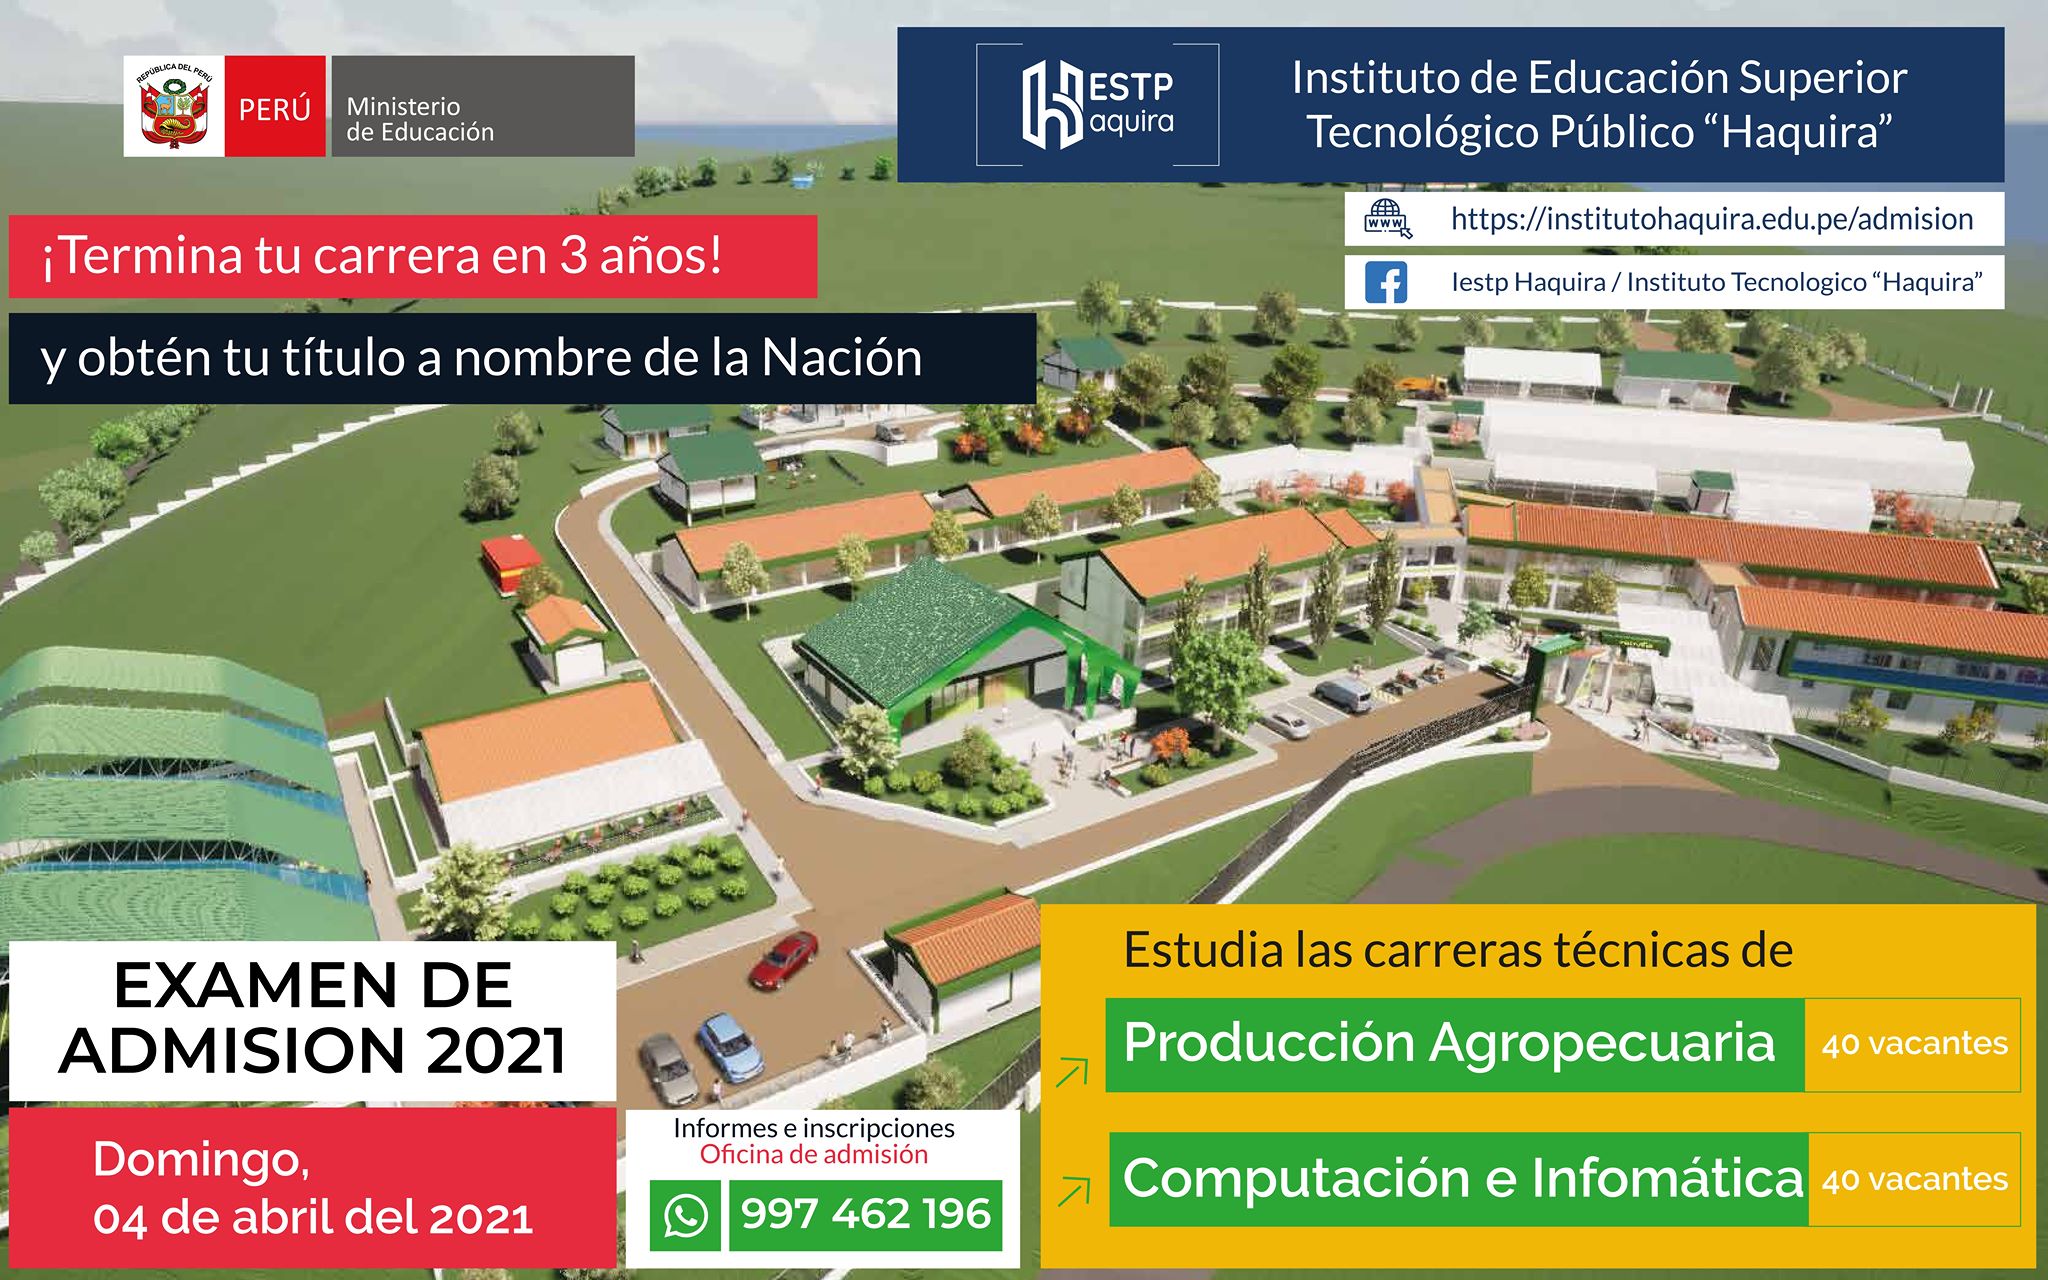 REPÚBLICA DEL PERÚ
PERÚ
Ministerio
de Educación
IESTP
Haquira
Instituto de Educación Superior
Tecnológico Público “Haquira”
www
https://institutohaquira.edu.pe/admision
Iestp Haquira / Instituto Tecnologico “Haquira”
¡Termina tu carrera en 3 años!
y obtén tu título a nombre de la Nación
EXAMEN DE
ADMISION 2021
Domingo,
04 de abril del 2021
Informes e inscripciones
Oficina de admisión
997 462 196
Estudia las carreras técnicas de
Producción Agropecuaria
40 vacantes
Computación e Infomática
40 vacantes